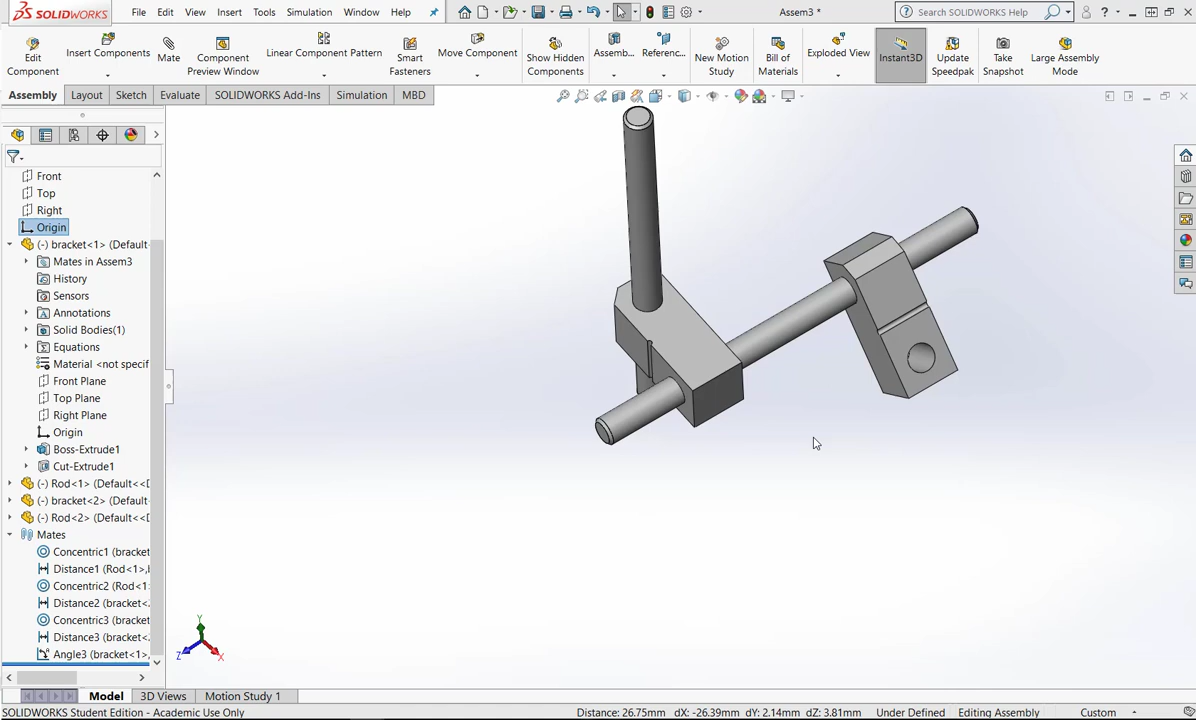 SOLIDWORKS File Edit View Insert Tools Simulation Window Help Assem3 * Search SOLIDWORKS Help ?
Edit Component Insert Components Mate Component Preview Window Linear Component Pattern Smart Fasteners Move Component Show Hidden Components Assemb... Referenc... New Motion Study Bill of Materials Exploded View Instant3D Update Speedpak Take Snapshot Large Assembly Mode
Assembly Layout Sketch Evaluate SOLIDWORKS Add-Ins Simulation MBD
Front
Top
Right
Origin
(-) bracket<1> (Default
Mates in Assem3
History
Sensors
Annotations
Solid Bodies(1)
Equations
Material <not specif
Front Plane
Top Plane
Right Plane
Origin
Boss-Extrude1
Cut-Extrude1
(-) Rod<1> (Default<<D
(-) bracket<2> (Default
(-) Rod<2> (Default<<D
Mates
Concentric1 (bracket
Distance1 (Rod<1>,b
Concentric2 (Rod<1>
Distance2 (bracket<
Concentric3 (bracket
Distance3 (bracket<
Angle3 (bracket<1>,
Y
Z X
Model 3D Views Motion Study 1
SOLIDWORKS Student Edition - Academic Use Only Distance: 26.75mm dX: -26.39mm dY: 2.14mm dZ: 3.81mm Under Defined Editing Assembly Custom